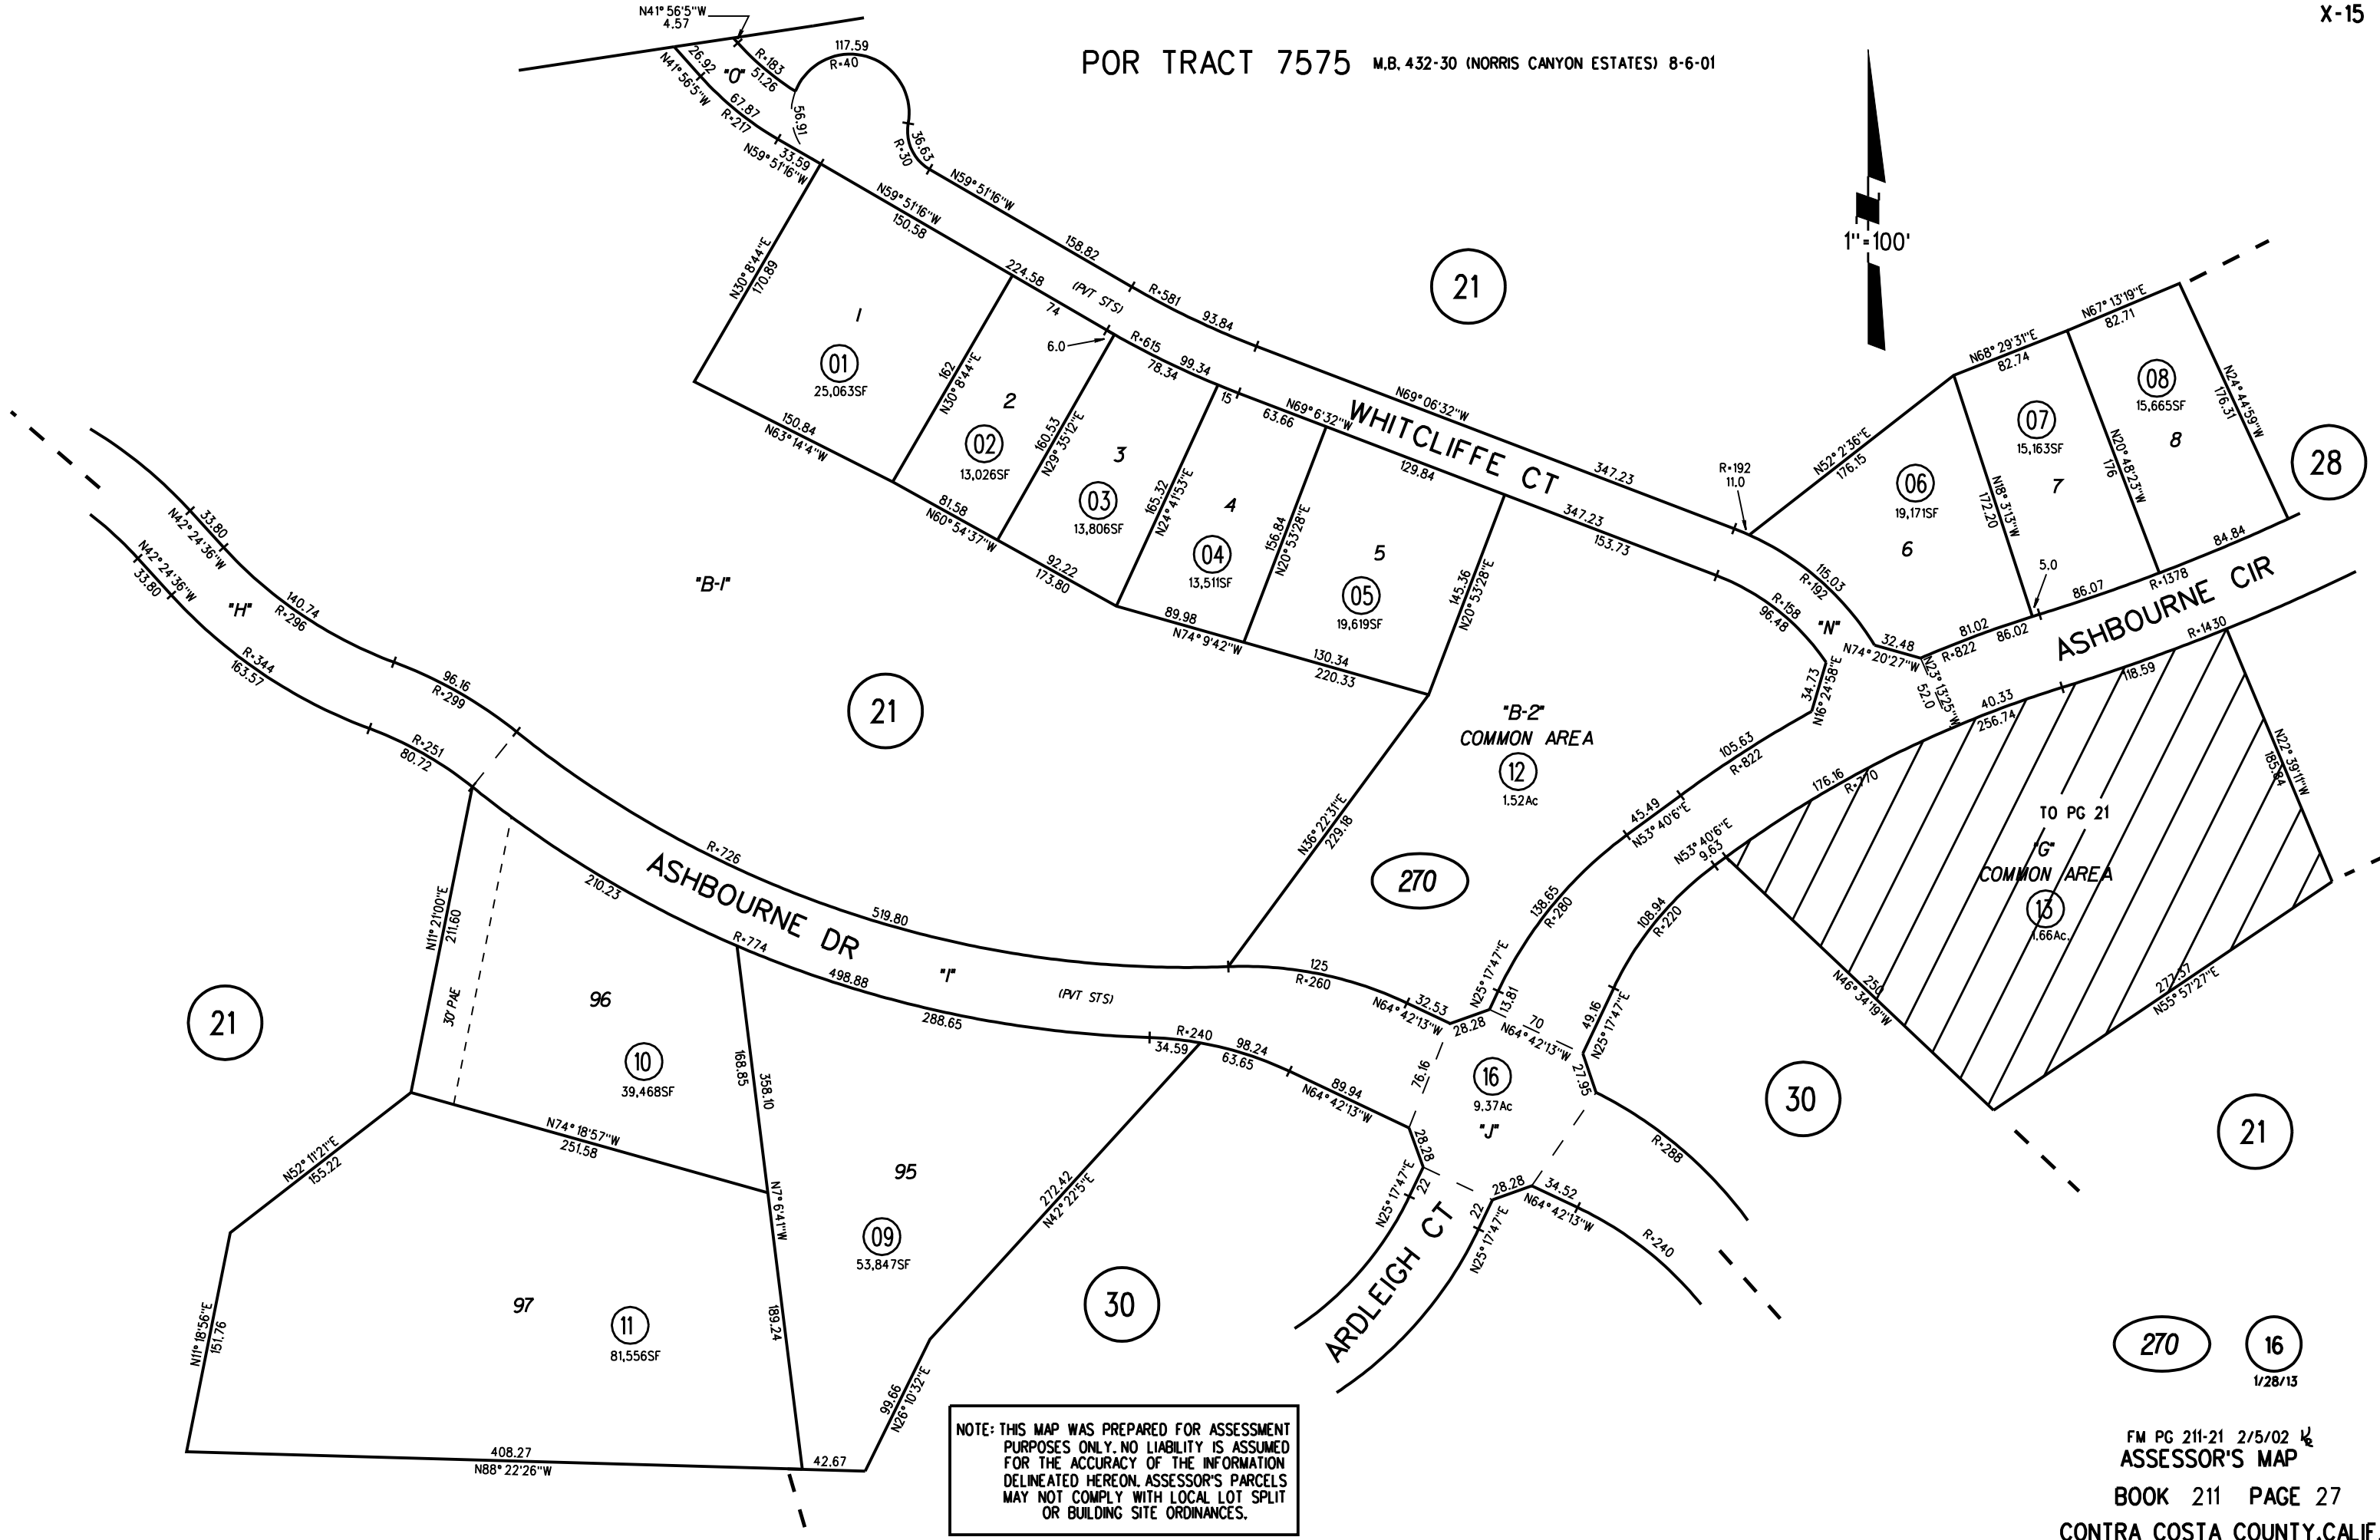 X-15
POR TRACT 7575 M.B. 432-30 (NORRIS CANYON ESTATES) 8-6-01
1"=100'
N41°56'5"W
4.57
26.92
N41°56'5"W
"O"
R=183
51.26
117.59
R=40
67.87
R=217
56.91
36.63
R=30
33.59
N59°51'16"W
N59°51'16"W
150.58
N59°51'16"W
158.82
224.58
74
(PVT STS)
R=581
93.84
21
N30°8'44"E
170.89
1
01
25,063SF
150.84
N63°14'4"W
162
N30°8'44"E
2
02
13,026SF
6.0
R=615
99.34
78.34
81.58
N60°54'37"W
160.53
N29°35'12"E
3
03
13,806SF
92.22
173.80
15
N69°6'32"W
63.66
N69°06'32"W
WHITCLIFFE CT
347.23
129.84
347.23
153.73
165.32
N24°41'53"E
4
04
13,511SF
89.98
N74°9'42"W
156.84
N20°53'28"E
5
05
19,619SF
130.34
220.33
145.36
N20°53'28"E
R=192
11.0
N52°2'36"E
176.15
N68°29'31"E
82.74
N67°13'19"E
82.71
06
19,171SF
6
N18°3'13"W
172.20
07
15,163SF
7
N20°48'23"W
176
08
15,665SF
8
N24°44'59"W
176.31
28
115.03
R=192
R=158
96.48
"N"
32.48
N74°20'27"W
81.02
86.02
R=822
5.0
86.07
R=1378
84.84
ASHBOURNE CIR
R=1430
N23°13'25"W
52.0
34.73
N16°24'58"E
40.33
256.74
118.59
105.63
R=822
176.16
R=770
N22°39'11"W
185.84
TO PG 21
"G"
COMMON AREA
13
1.66Ac.
250
N46°34'19"W
277.37
N55°57'27"E
45.49
N53°40'6"E
N53°40'6"E
9.63
"B-2"
COMMON AREA
12
1.52Ac
270
N36°22'31"E
229.18
138.65
R=280
108.94
R=220
"B-1"
21
33.80
N42°24'36"W
N42°24'36"W
33.80
"H"
140.74
R=296
R=344
163.57
96.16
R=299
R=251
80.72
R=726
519.80
ASHBOURNE DR
210.23
R=774
498.88
288.65
"I"
(PVT STS)
125
R=260
32.53
N64°42'13"W
28.28
N25°17'47"E
13.81
70
N64°42'13"W
49.16
N25°17'47"E
27.95
R=240
34.59
98.24
63.65
89.94
N64°42'13"W
76.16
16
9.37Ac
"J"
28.28
N25°17'47"E
22
22
N25°17'47"E
28.28
34.52
N64°42'13"W
R=288
R=240
30
21
ARDLEIGH CT
21
N11°21'00"E
211.60
30' PAE
96
10
39,468SF
168.85
358.10
N74°18'57"W
251.58
N52°11'21"E
155.22
95
09
53,847SF
272.42
N42°22'5"E
N7°6'41"W
189.24
97
11
81,556SF
N11°18'56"E
151.76
408.27
N88°22'26"W
42.67
99.66
N26°10'32"E
30
NOTE: THIS MAP WAS PREPARED FOR ASSESSMENT
PURPOSES ONLY. NO LIABILITY IS ASSUMED
FOR THE ACCURACY OF THE INFORMATION
DELINEATED HEREON. ASSESSOR'S PARCELS
MAY NOT COMPLY WITH LOCAL LOT SPLIT
OR BUILDING SITE ORDINANCES.
270
16
1/28/13
FM PG 211-21 2/5/02
ASSESSOR'S MAP
BOOK 211 PAGE 27
CONTRA COSTA COUNTY, CALIF.